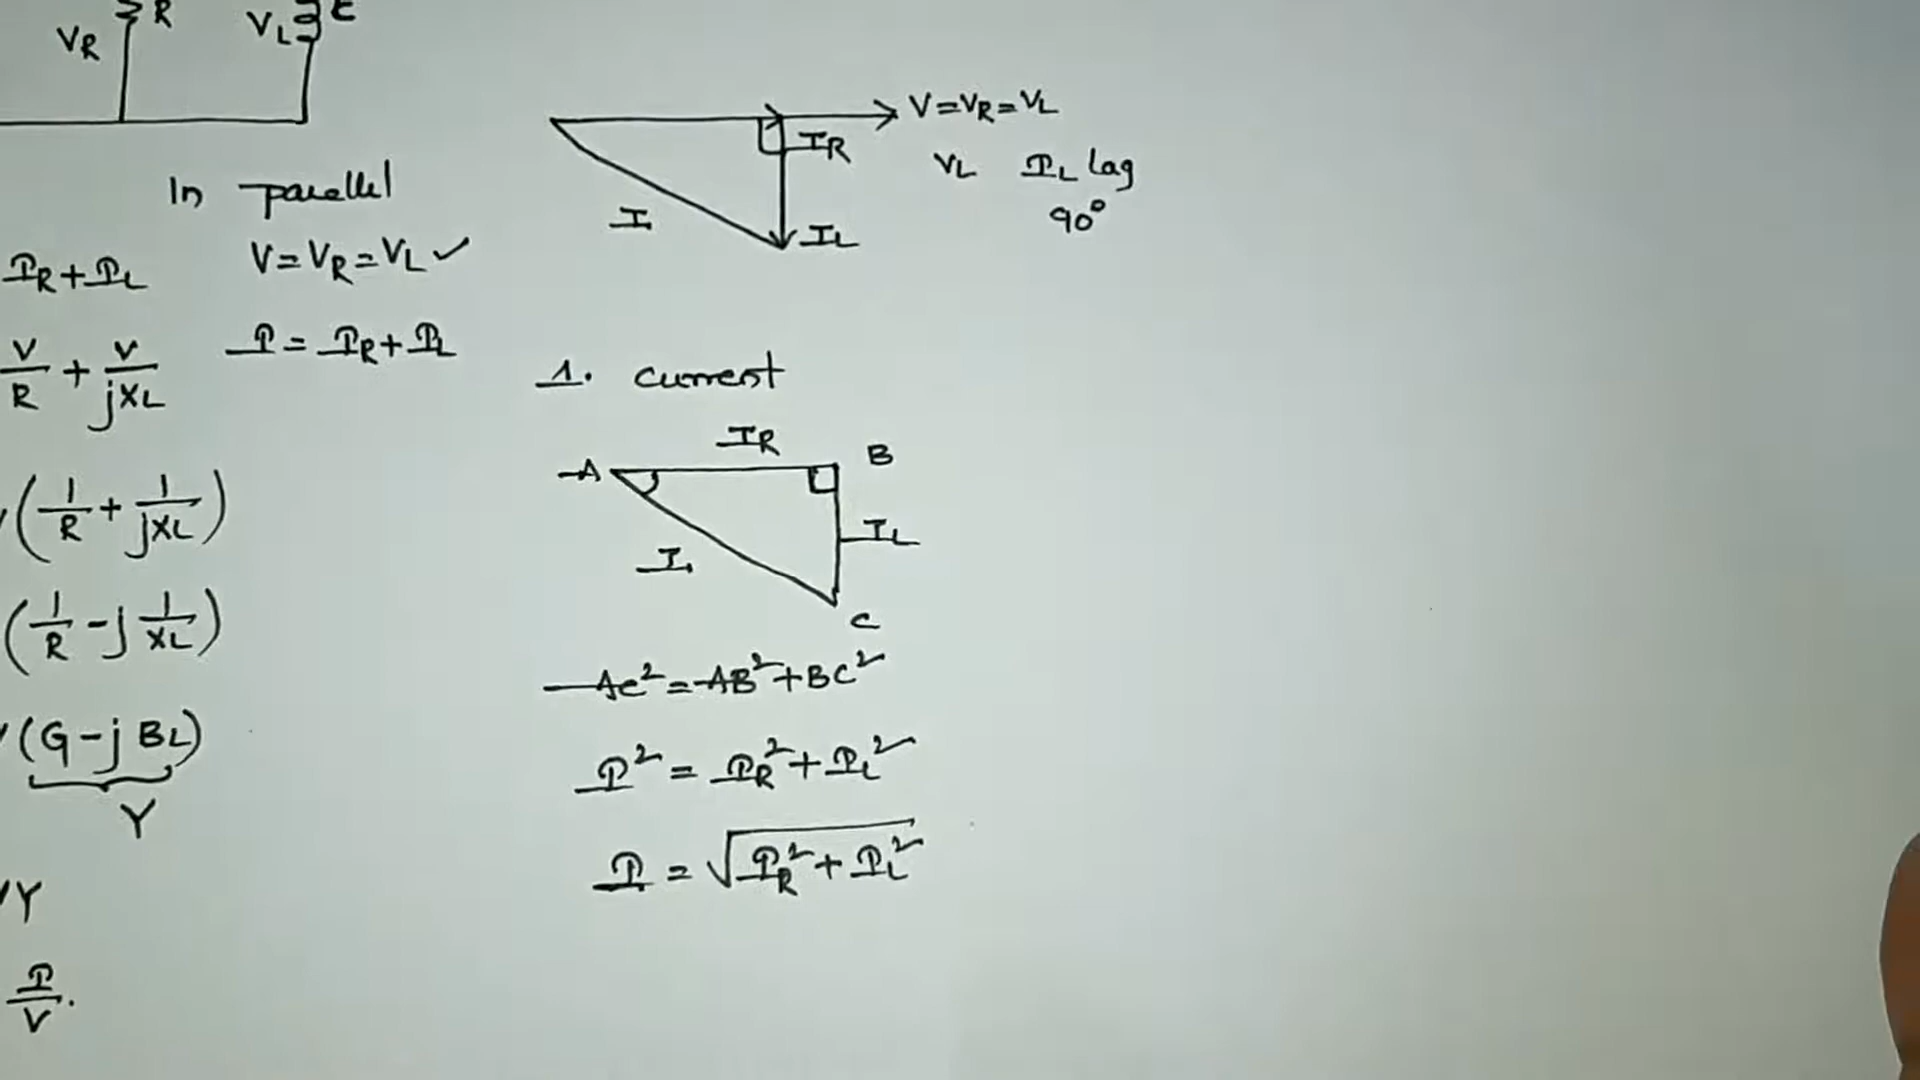 VR R VL L
In parallel
V=VR=VL✓
I = IR+IL
IR+IL
V/R + V/jXL
(1/R + 1/jXL)
(1/R - j 1/XL)
(G-j BL)
Y
VY
I/V.
V=VR=VL
IR
VL IL lag
90°
I IL
1. current
IR
A B
IL
I
C
AC²=AB²+BC²
I² = IR²+IL²
I = √IR²+IL²